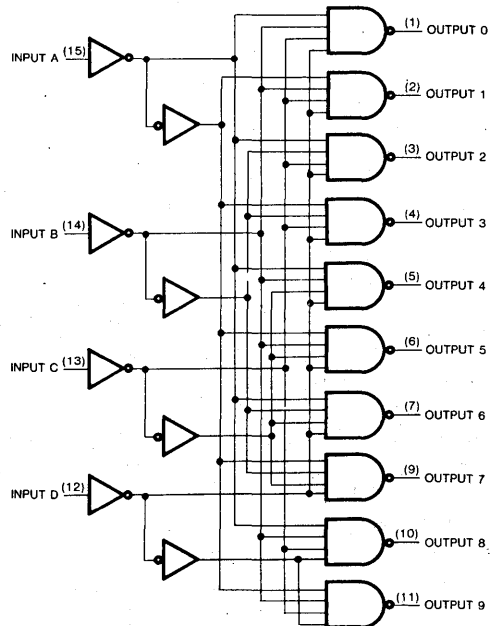 (1) OUTPUT 0
INPUT A (15)
(2) OUTPUT 1
(3) OUTPUT 2
(4) OUTPUT 3
INPUT B (14)
(5) OUTPUT 4
(6) OUTPUT 5
INPUT C (13)
(7) OUTPUT 6
(9) OUTPUT 7
INPUT D (12)
(10) OUTPUT 8
(11) OUTPUT 9